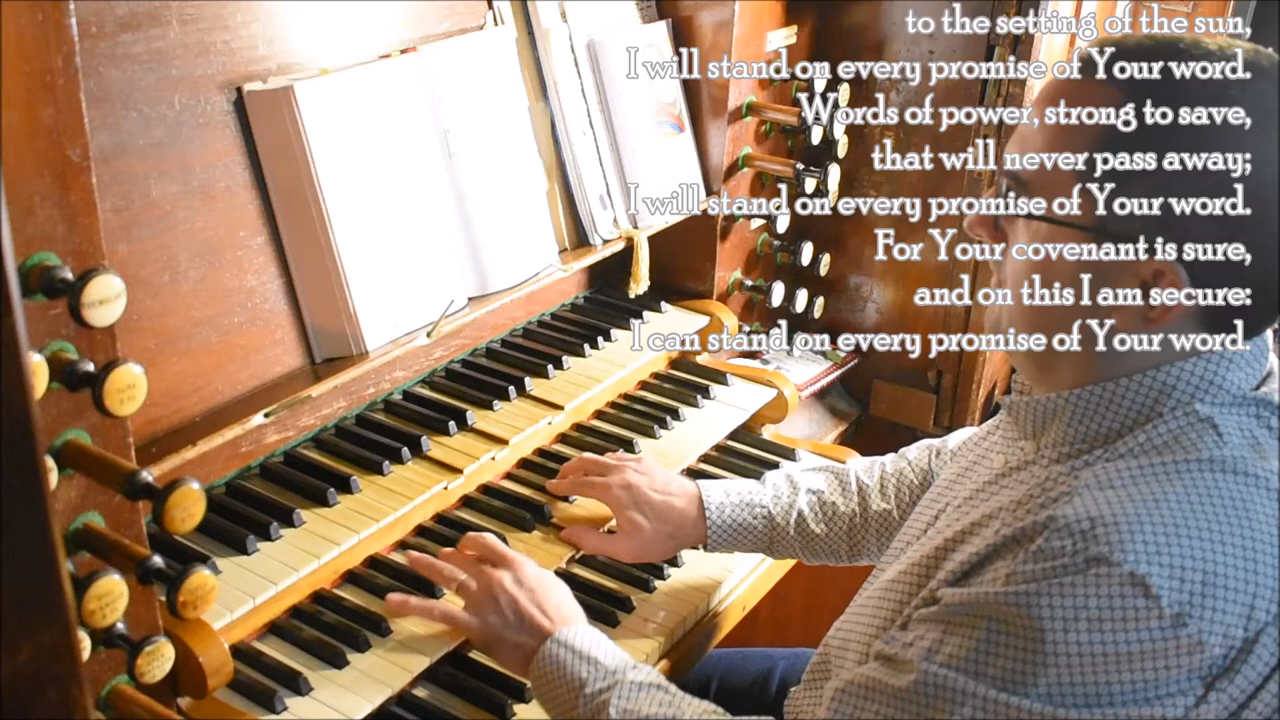 to the setting of the sun,
I will stand on every promise of Your word.
Words of power, strong to save,
that will never pass away;
I will stand on every promise of Your word.
For Your covenant is sure,
and on this I am secure:
I can stand on every promise of Your word.